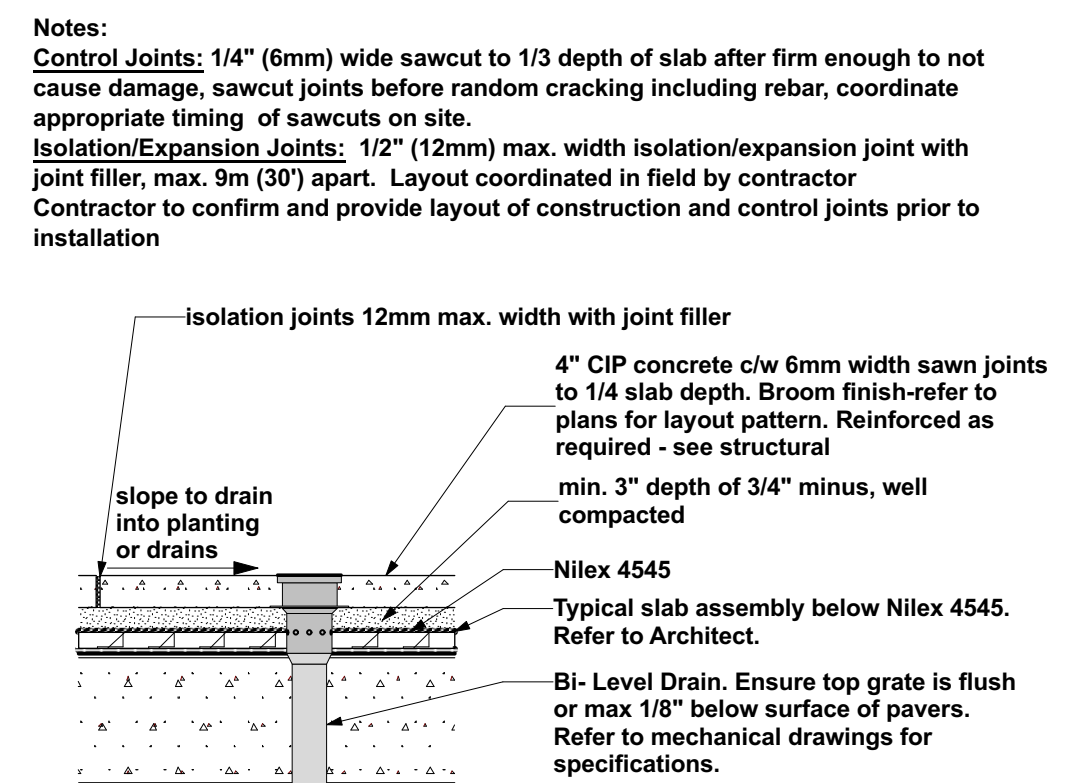 Notes:
Control Joints: 1/4" (6mm) wide sawcut to 1/3 depth of slab after firm enough to not
cause damage, sawcut joints before random cracking including rebar, coordinate
appropriate timing  of sawcuts on site.
Isolation/Expansion Joints:  1/2" (12mm) max. width isolation/expansion joint with
joint filler, max. 9m (30') apart.  Layout coordinated in field by contractor
Contractor to confirm and provide layout of construction and control joints prior to
installation
isolation joints 12mm max. width with joint filler
4" CIP concrete c/w 6mm width sawn joints
to 1/4 slab depth. Broom finish-refer to
plans for layout pattern. Reinforced as
required - see structural
min. 3" depth of 3/4" minus, well
compacted
slope to drain
into planting
or drains
Nilex 4545
Typical slab assembly below Nilex 4545.
Refer to Architect.
Bi- Level Drain. Ensure top grate is flush
or max 1/8" below surface of pavers.
Refer to mechanical drawings for
specifications.